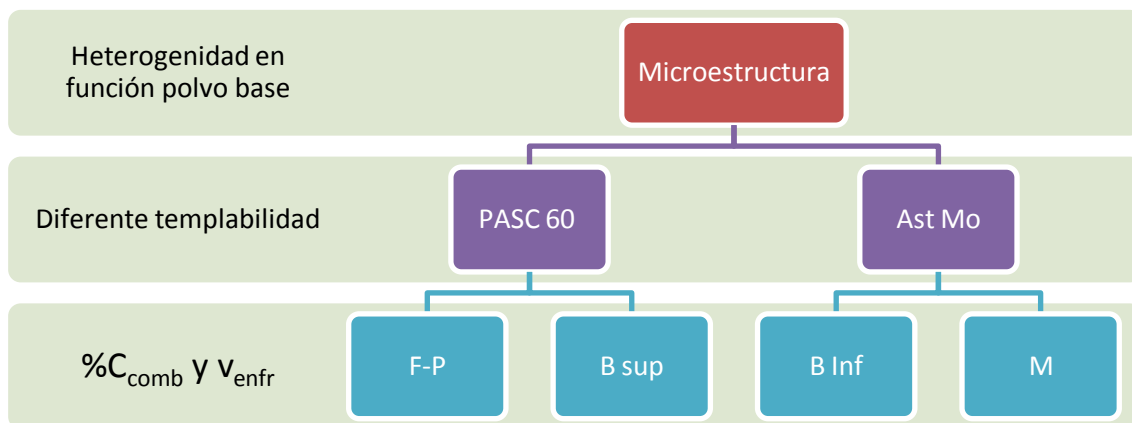 Heterogenidad en
función polvo base
Microestructura
Diferente templabilidad
PASC 60
Ast Mo
%Ccomb y venfr
F-P
B sup
B Inf
M